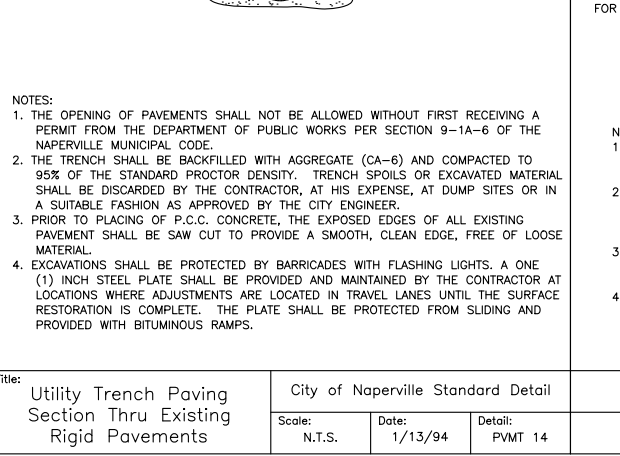 FOR
NOTES:
1. THE OPENING OF PAVEMENTS SHALL NOT BE ALLOWED WITHOUT FIRST RECEIVING A
PERMIT FROM THE DEPARTMENT OF PUBLIC WORKS PER SECTION 9-1A-6 OF THE
NAPERVILLE MUNICIPAL CODE.
2. THE TRENCH SHALL BE BACKFILLED WITH AGGREGATE (CA-6) AND COMPACTED TO
95% OF THE STANDARD PROCTOR DENSITY. TRENCH SPOILS OR EXCAVATED MATERIAL
SHALL BE DISCARDED BY THE CONTRACTOR, AT HIS EXPENSE, AT DUMP SITES OR IN
A SUITABLE FASHION AS APPROVED BY THE CITY ENGINEER.
3. PRIOR TO PLACING OF P.C.C. CONCRETE, THE EXPOSED EDGES OF ALL EXISTING
PAVEMENT SHALL BE SAW CUT TO PROVIDE A SMOOTH, CLEAN EDGE, FREE OF LOOSE
MATERIAL.
4. EXCAVATIONS SHALL BE PROTECTED BY BARRICADES WITH FLASHING LIGHTS. A ONE
(1) INCH STEEL PLATE SHALL BE PROVIDED AND MAINTAINED BY THE CONTRACTOR AT
LOCATIONS WHERE ADJUSTMENTS ARE LOCATED IN TRAVEL LANES UNTIL THE SURFACE
RESTORATION IS COMPLETE. THE PLATE SHALL BE PROTECTED FROM SLIDING AND
PROVIDED WITH BITUMINOUS RAMPS.
N
1
2
3
4
itle:
Utility Trench Paving
Section Thru Existing
Rigid Pavements
City of Naperville Standard Detail
Scale:
N.T.S.
Date:
1/13/94
Detail:
PVMT 14